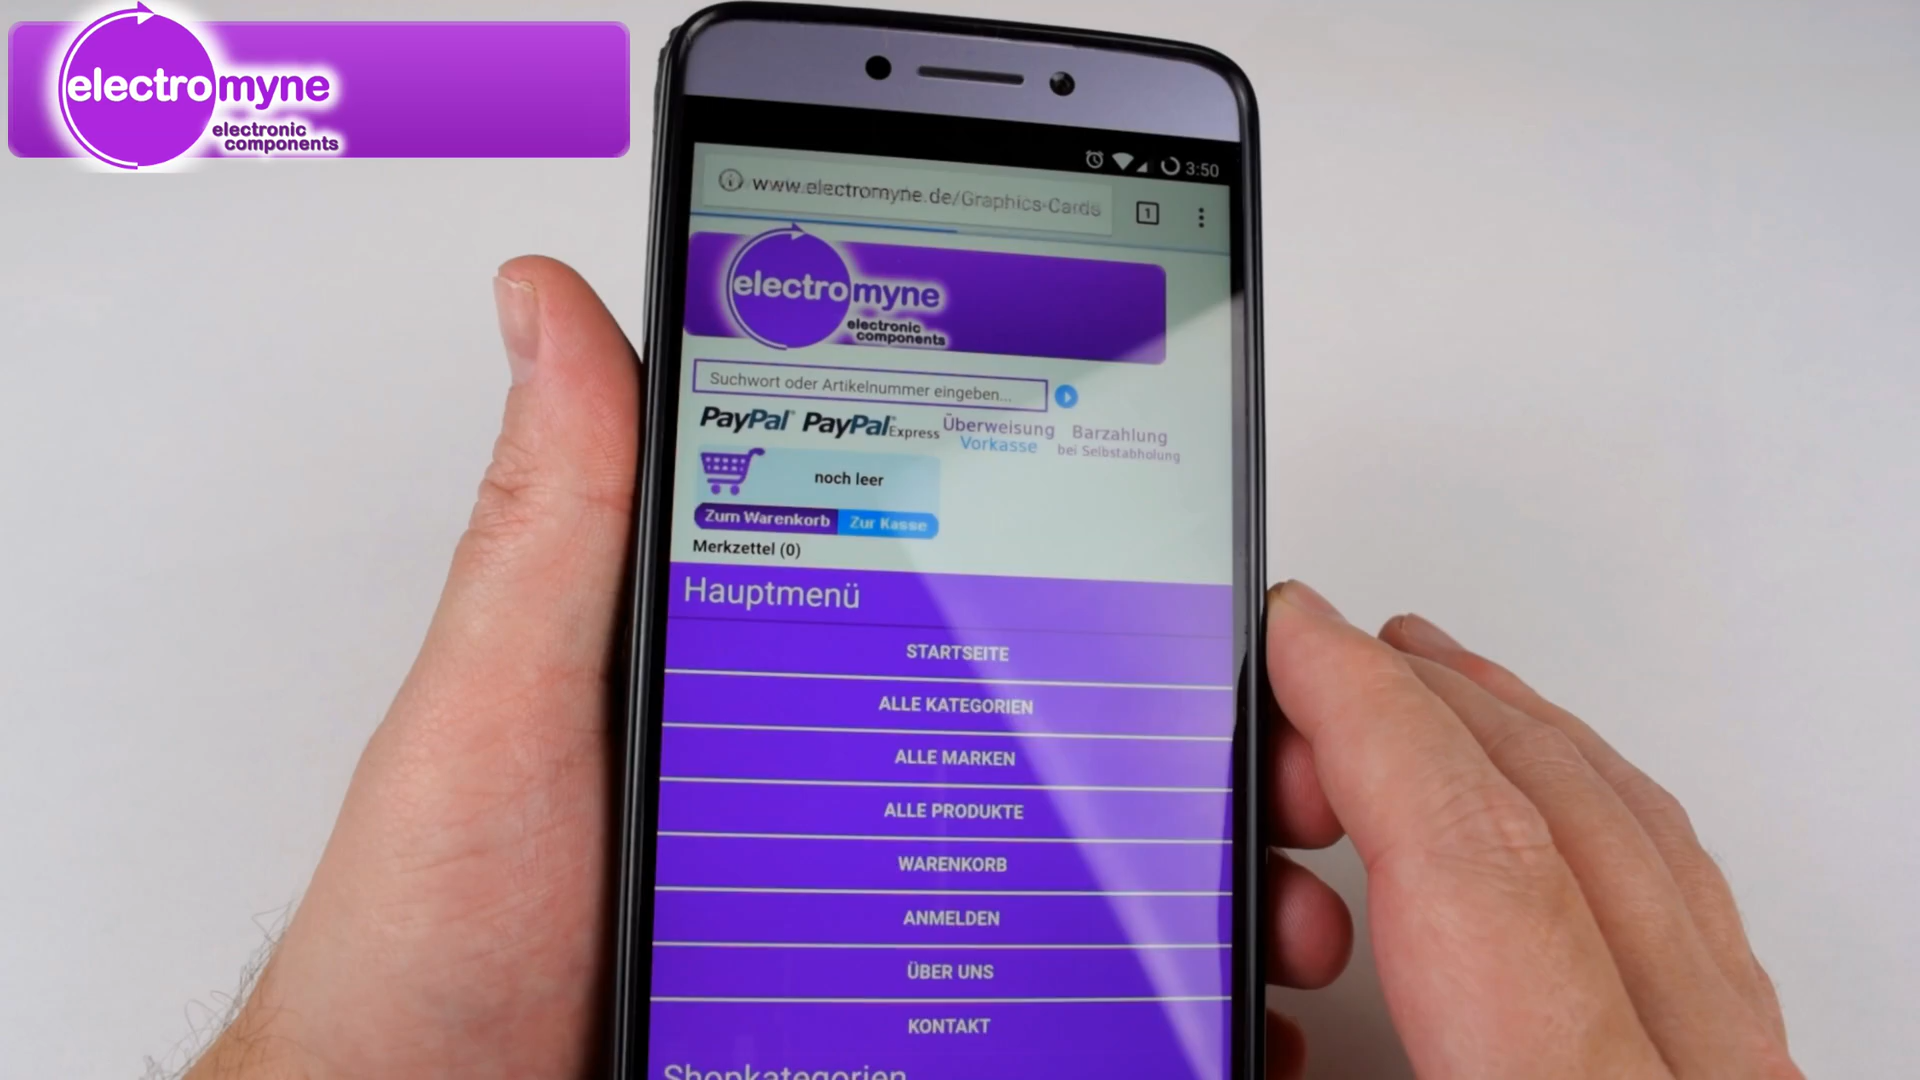 electromyne
electronic
components
3:50
www.electromyne.de/Graphics-Cards
1
electromyne
electronic
components
Suchwort oder Artikelnummer eingeben...
PayPal PayPal Express Überweisung Barzahlung
Vorkasse bei Selbstabholung
noch leer
Zum Warenkorb Zur Kasse
Merkzettel (0)
Hauptmenü
STARTSEITE
ALLE KATEGORIEN
ALLE MARKEN
ALLE PRODUKTE
WARENKORB
ANMELDEN
ÜBER UNS
KONTAKT
Shopkategorien